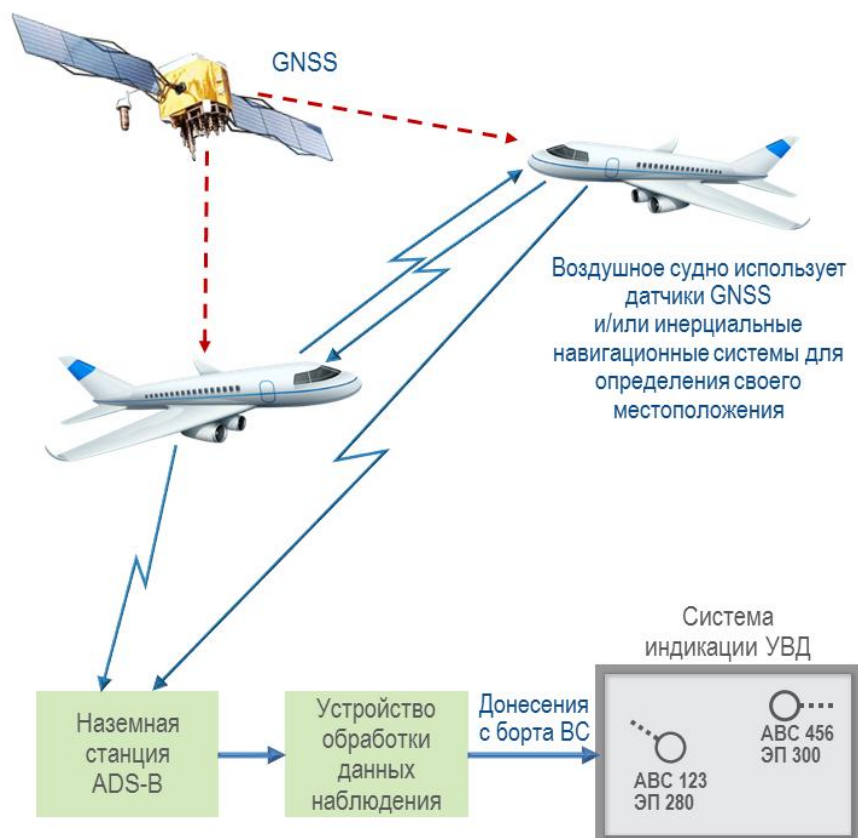 GNSS
Воздушное судно использует
датчики GNSS
и/или инерциальные
навигационные системы для
определения своего
местоположения
Система
индикации УВД
Наземная
станция
ADS-B
Устройство
обработки
данных
наблюдения
Донесения
с борта ВС
ABC 456
ЭП 300
ABC 123
ЭП 280